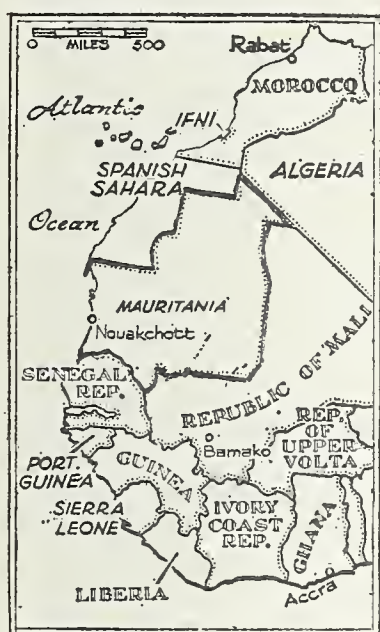 0 MILES 500
Rabat
MOROCCO
Atlantic
IFNI
ALGERIA
SPANISH
SAHARA
Ocean
MAURITANIA
Nouakchott
REPUBLIC OF MALI
SENEGAL
REP.
Bamako
REP.
OF
UPPER
VOLTA
PORT.
GUINEA
GUINEA
SIERRA
LEONE
IVORY
COAST
REP.
GHANA
LIBERIA
Accra